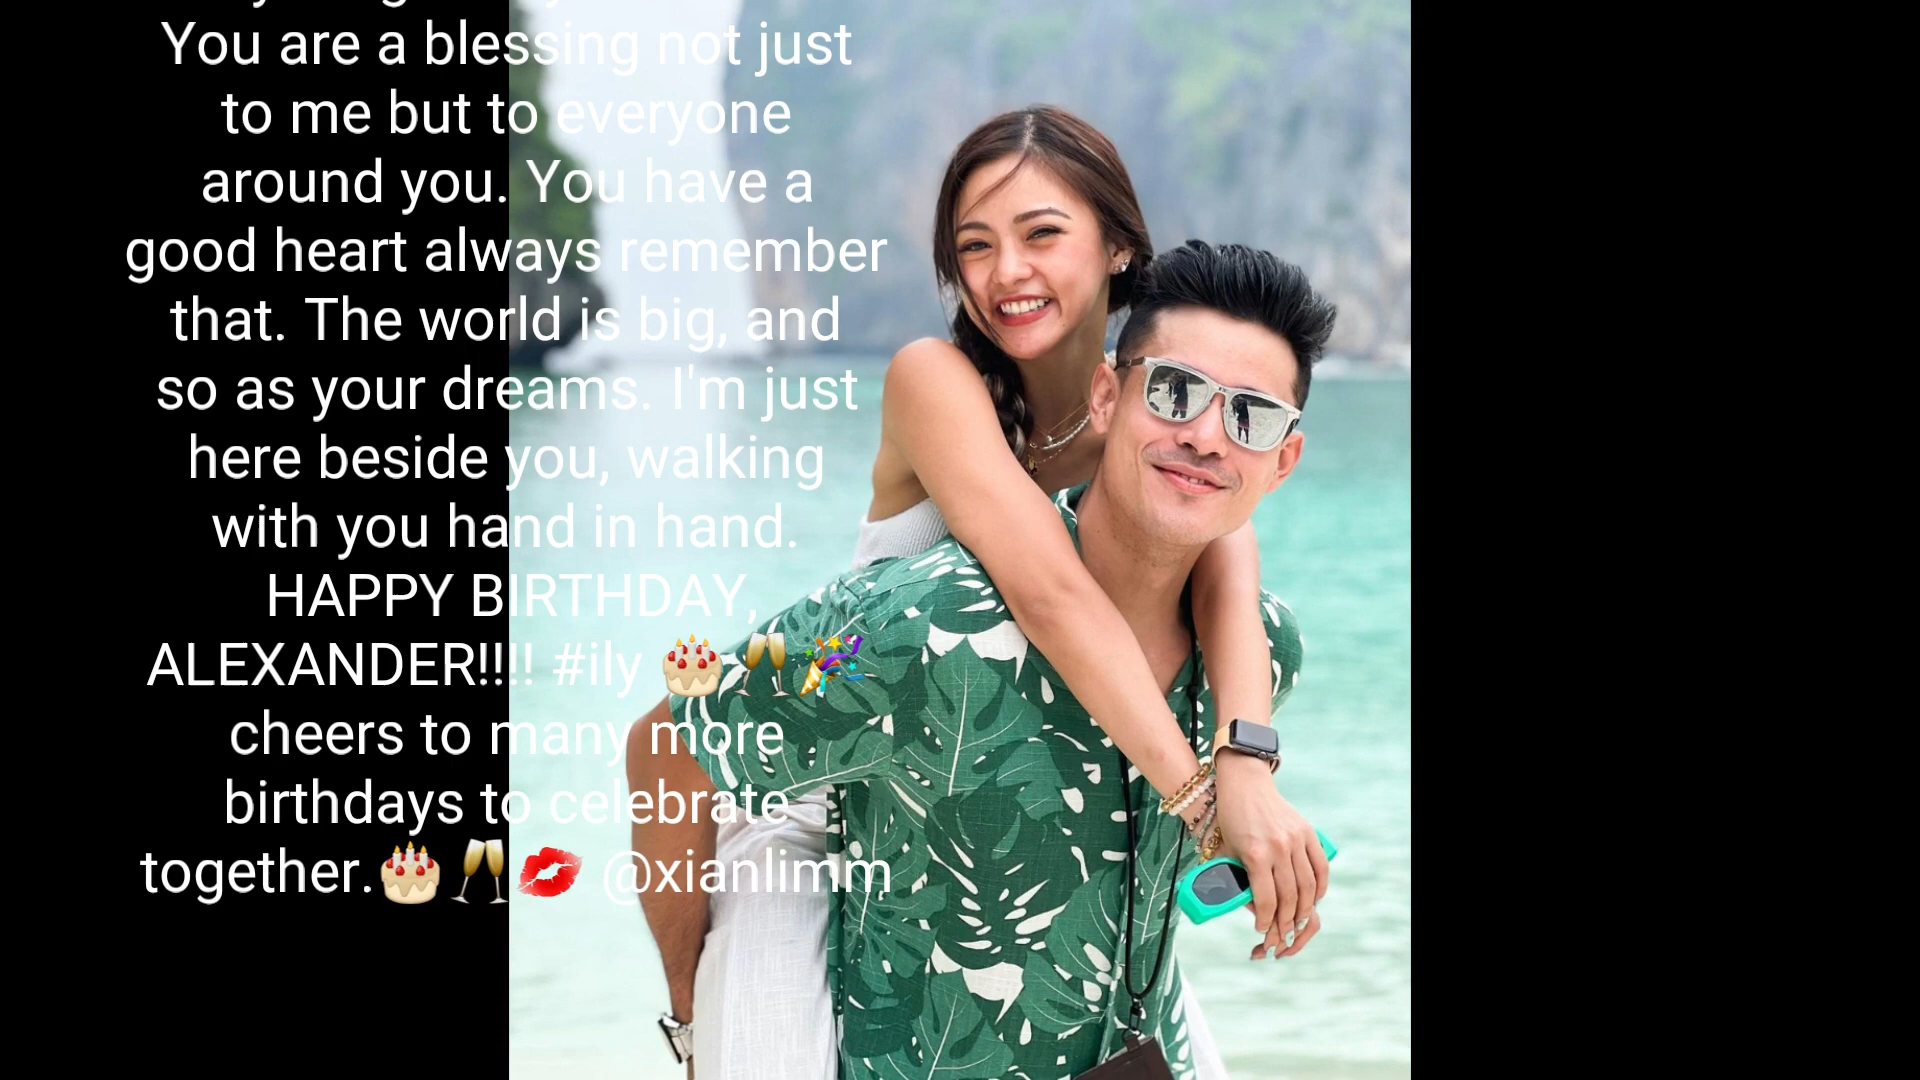 You are a blessing not just
to me but to everyone
around you. You have a
good heart always remember
that. The world is big, and
so as your dreams. I'm just
here beside you, walking
with you hand in hand.
HAPPY BIRTHDAY,
ALEXANDER!!!! #ily 🎂🥂🎉
cheers to many more
birthdays to celebrate
together.🎂🥂💋 @xianlimm